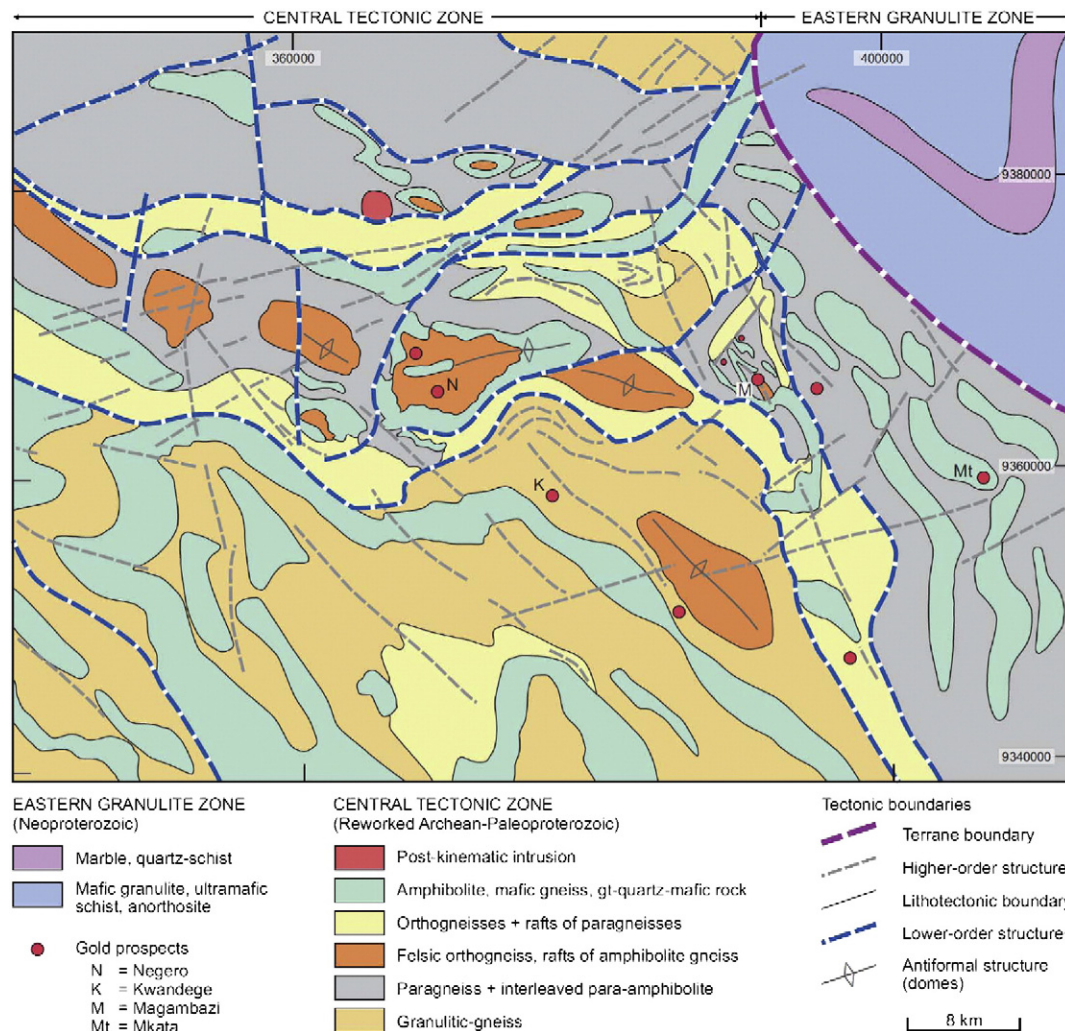 CENTRAL TECTONIC ZONE
EASTERN GRANULITE ZONE
360000
400000
9380000
N
M
K
Mt
9360000
9340000
EASTERN GRANULITE ZONE
(Neoproterozoic)
Marble, quartz-schist
Mafic granulite, ultramafic
schist, anorthosite
Gold prospects
N = Negero
K = Kwandege
M = Magambazi
Mt = Mkata
CENTRAL TECTONIC ZONE
(Reworked Archean-Paleoproterozoic)
Post-kinematic intrusion
Amphibolite, mafic gneiss, gt-quartz-mafic rock
Orthogneisses + rafts of paragneisses
Felsic orthogneiss, rafts of amphibolite gneiss
Paragneiss + interleaved para-amphibolite
Granulitic-gneiss
Tectonic boundaries
Terrane boundary
Higher-order structure
Lithotectonic boundary
Lower-order structure
Antiformal structure
(domes)
8 km